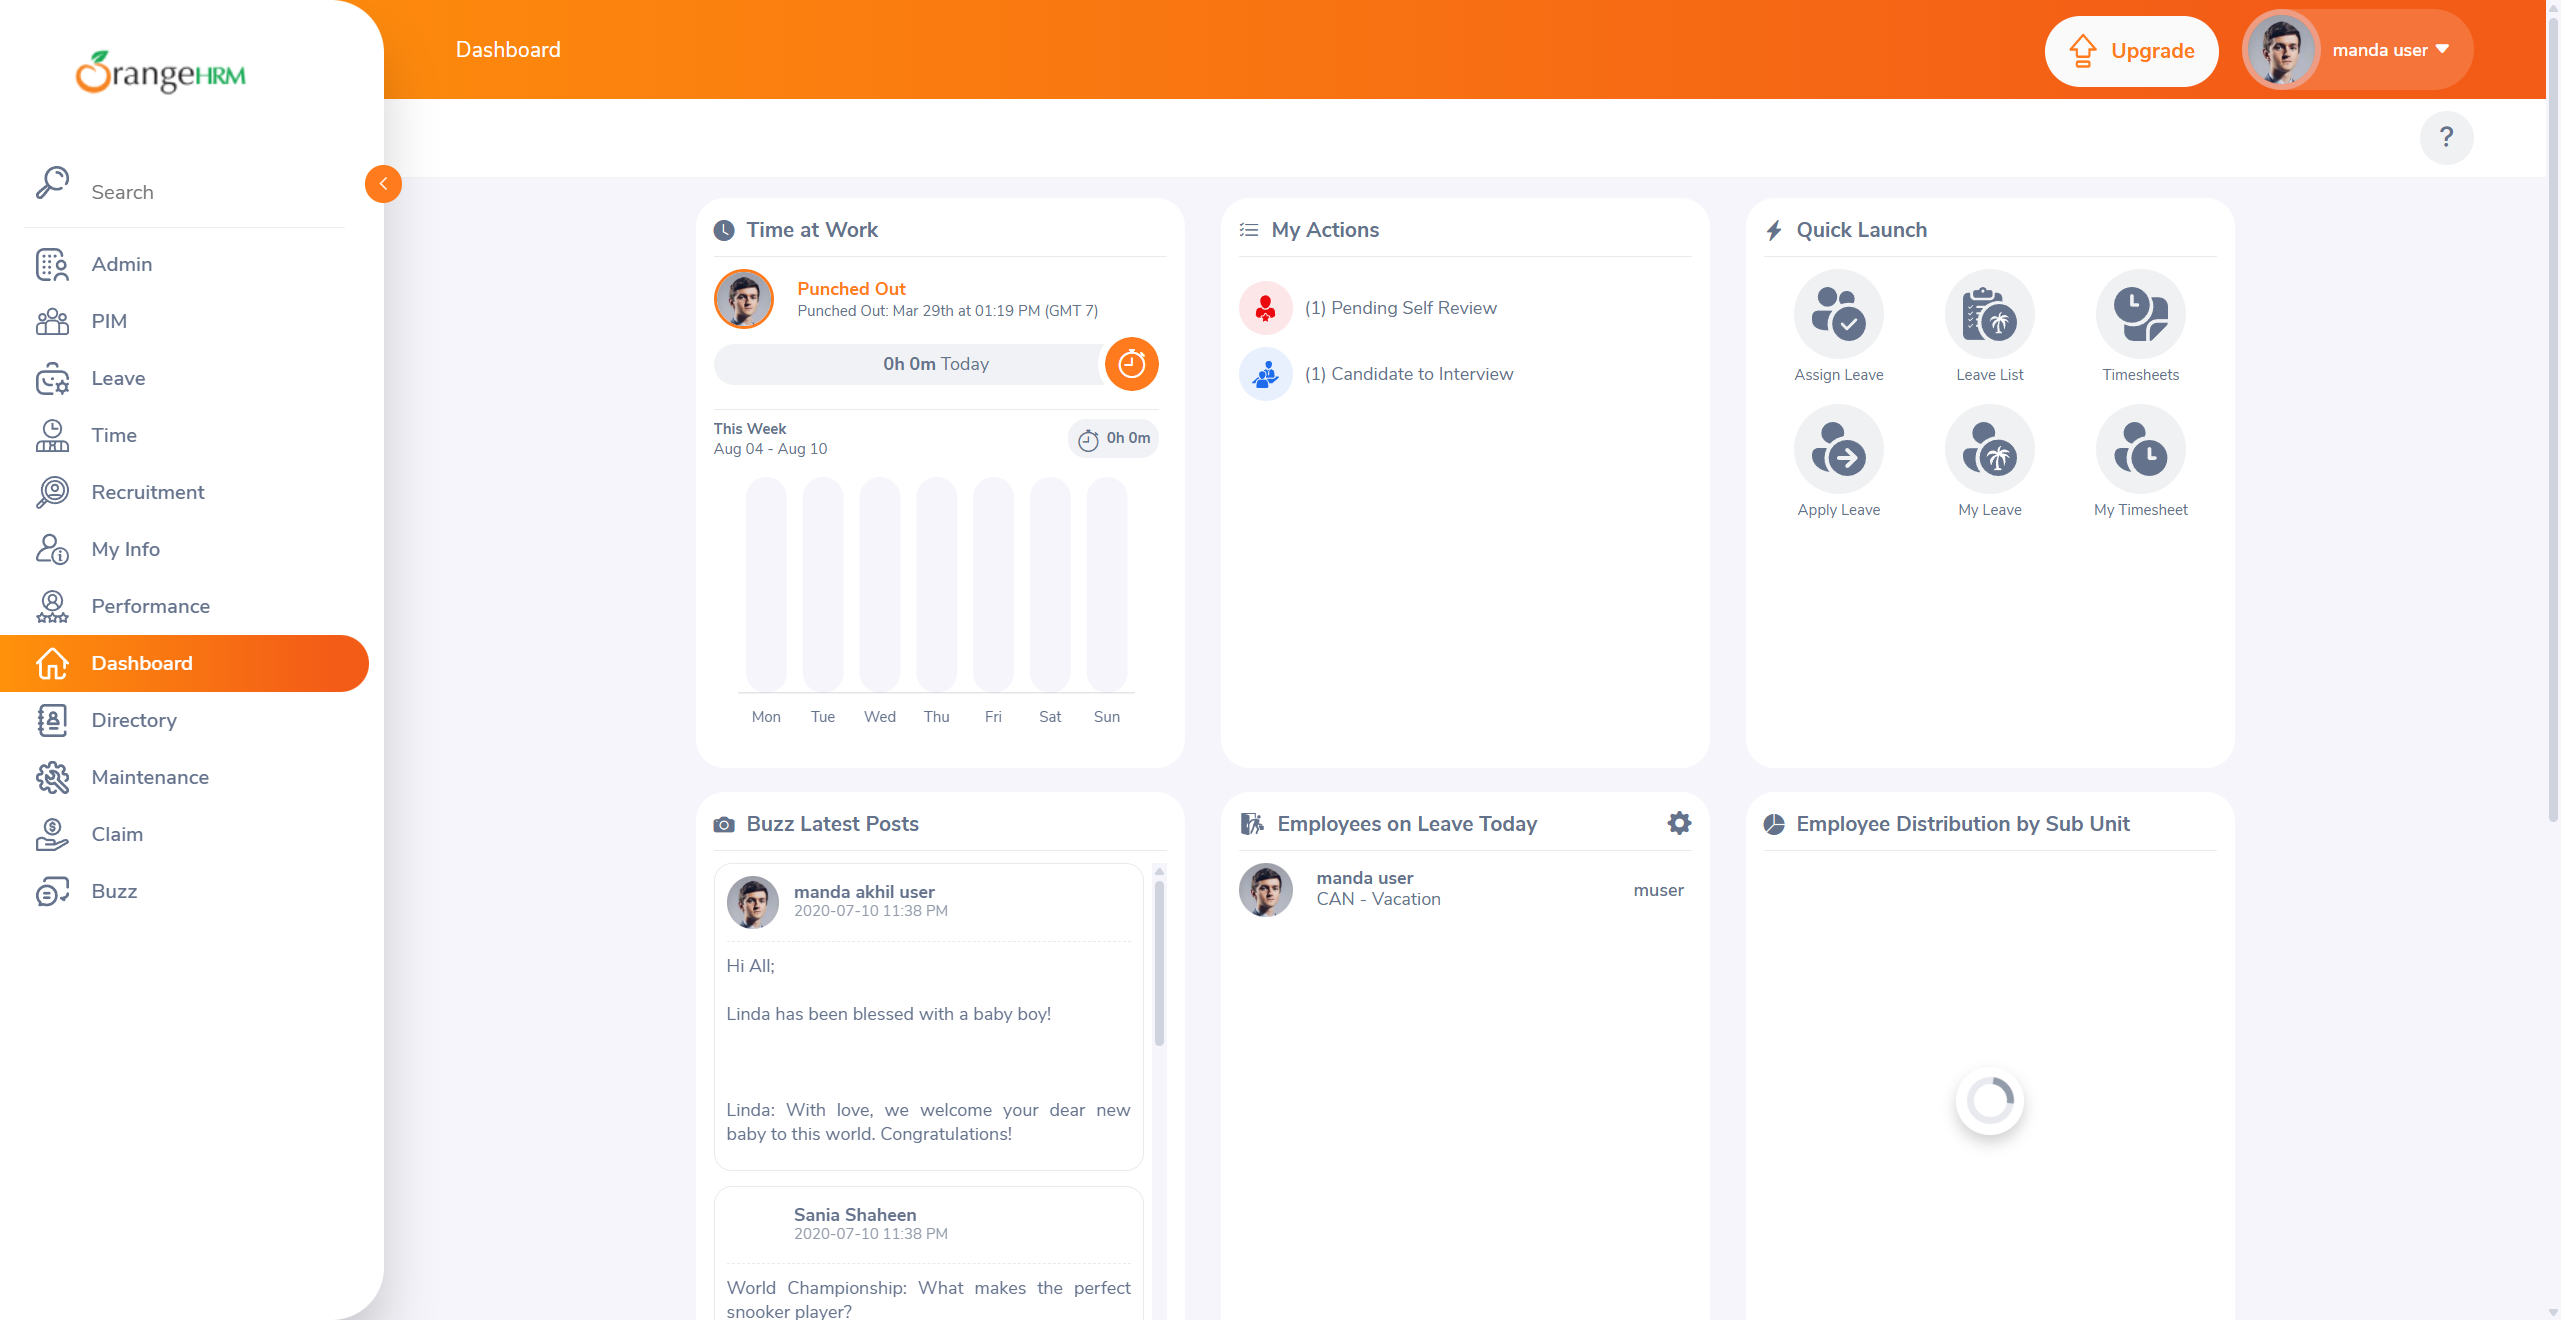 OrangeHRM
Search
Admin
PIM
Leave
Time
Recruitment
My Info
Performance
Dashboard
Directory
Maintenance
Claim
Buzz
Dashboard
Upgrade
manda user
?
Time at Work
Punched Out
Punched Out: Mar 29th at 01:19 PM (GMT 7)
0h 0m Today
This Week
Aug 04 - Aug 10
0h 0m
Mon Tue Wed Thu Fri Sat Sun
My Actions
(1) Pending Self Review
(1) Candidate to Interview
Quick Launch
Assign Leave
Leave List
Timesheets
Apply Leave
My Leave
My Timesheet
Buzz Latest Posts
manda akhil user
2020-07-10 11:38 PM
Hi All;
Linda has been blessed with a baby boy!
Linda: With love, we welcome your dear new
baby to this world. Congratulations!
Sania Shaheen
2020-07-10 11:38 PM
World Championship: What makes the perfect
snooker player?
Employees on Leave Today
manda user
CAN - Vacation
muser
Employee Distribution by Sub Unit